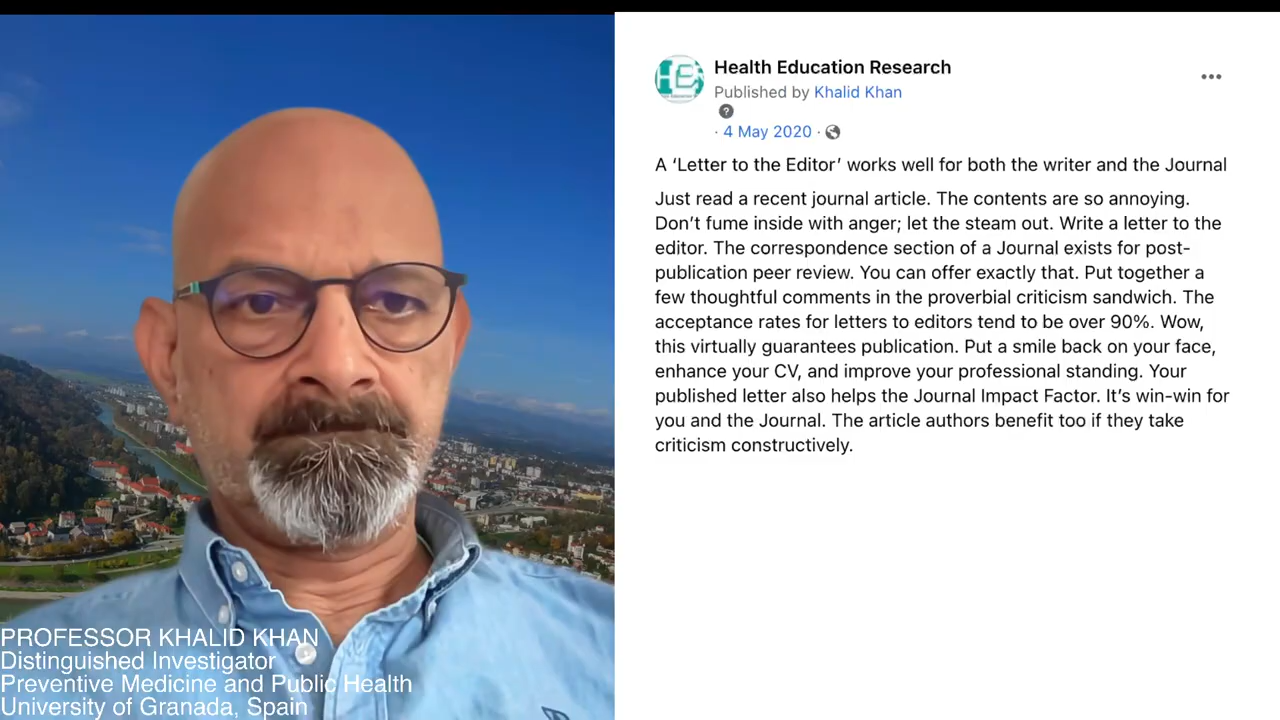 Health Education Research
Published by Khalid Khan
· 4 May 2020 ·
A ‘Letter to the Editor’ works well for both the writer and the Journal
Just read a recent journal article. The contents are so annoying.
Don’t fume inside with anger; let the steam out. Write a letter to the
editor. The correspondence section of a Journal exists for post-
publication peer review. You can offer exactly that. Put together a
few thoughtful comments in the proverbial criticism sandwich. The
acceptance rates for letters to editors tend to be over 90%. Wow,
this virtually guarantees publication. Put a smile back on your face,
enhance your CV, and improve your professional standing. Your
published letter also helps the Journal Impact Factor. It’s win-win for
you and the Journal. The article authors benefit too if they take
criticism constructively.
PROFESSOR KHALID KHAN
Distinguished Investigator
Preventive Medicine and Public Health
University of Granada, Spain